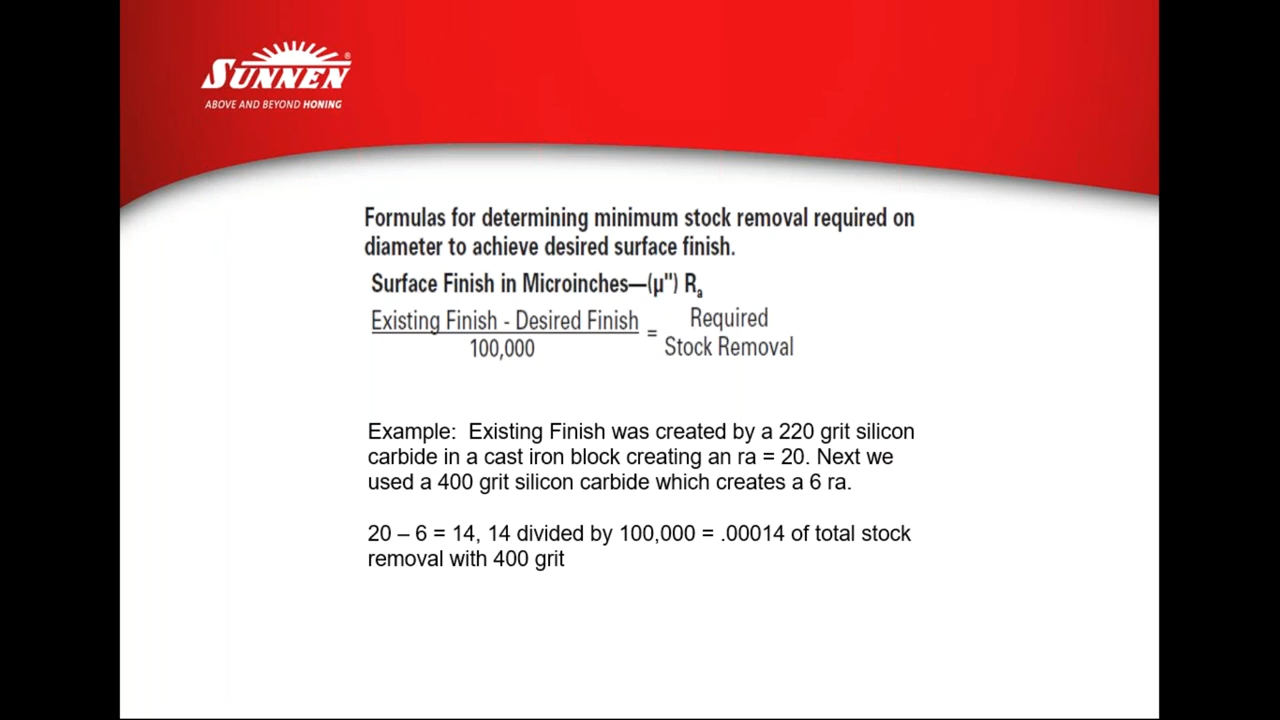 SUNNEN®
ABOVE AND BEYOND HONING
Formulas for determining minimum stock removal required on
diameter to achieve desired surface finish.
Surface Finish in Microinches—(µ") Ra
Existing Finish - Desired Finish = Required
100,000 Stock Removal
Example:  Existing Finish was created by a 220 grit silicon
carbide in a cast iron block creating an ra = 20. Next we
used a 400 grit silicon carbide which creates a 6 ra.
20 – 6 = 14, 14 divided by 100,000 = .00014 of total stock
removal with 400 grit